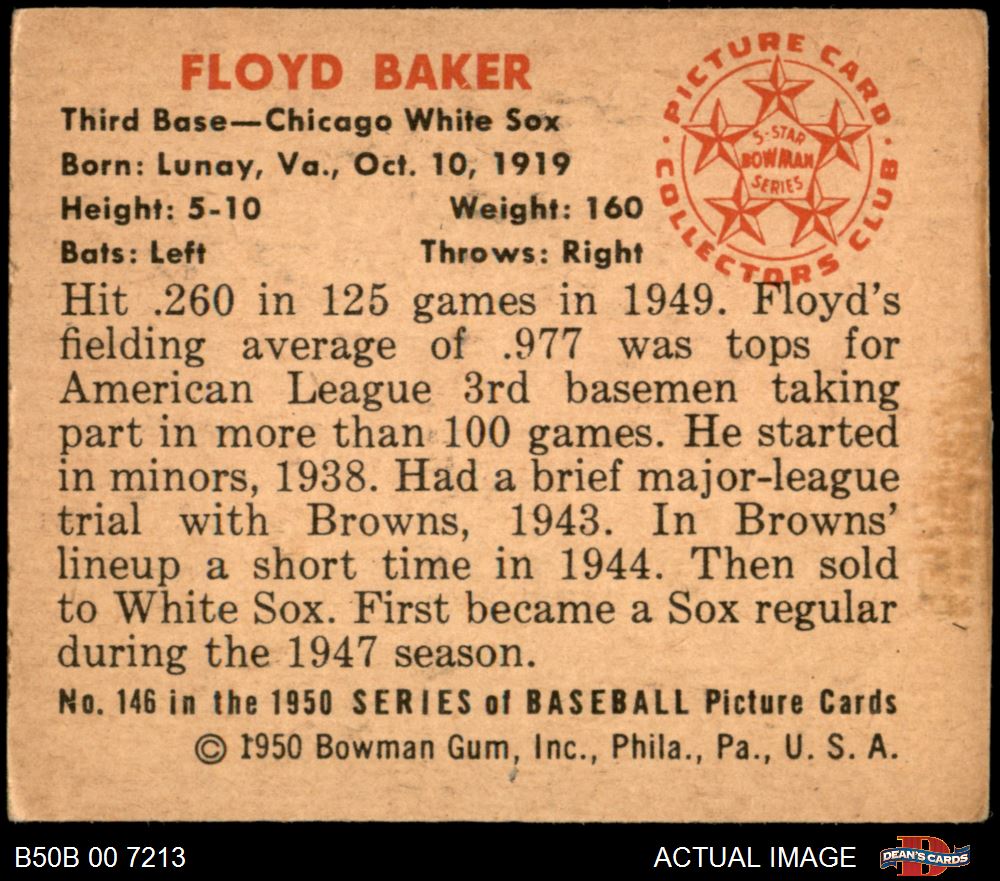 FLOYD BAKER
Third Base—Chicago White Sox
Born: Lunay, Va., Oct. 10, 1919
Height: 5-10 Weight: 160
Bats: Left Throws: Right
PICTURE CARD
COLLECTORS CLUB
5-STAR
BOWMAN
SERIES
Hit .260 in 125 games in 1949. Floyd's
fielding average of .977 was tops for
American League 3rd basemen taking
part in more than 100 games. He started
in minors, 1938. Had a brief major-league
trial with Browns, 1943. In Browns'
lineup a short time in 1944. Then sold
to White Sox. First became a Sox regular
during the 1947 season.
No. 146 in the 1950 SERIES of BASEBALL Picture Cards
© 1950 Bowman Gum, Inc., Phila., Pa., U. S. A.
B50B 00 7213
ACTUAL IMAGE
DEAN'S CARDS